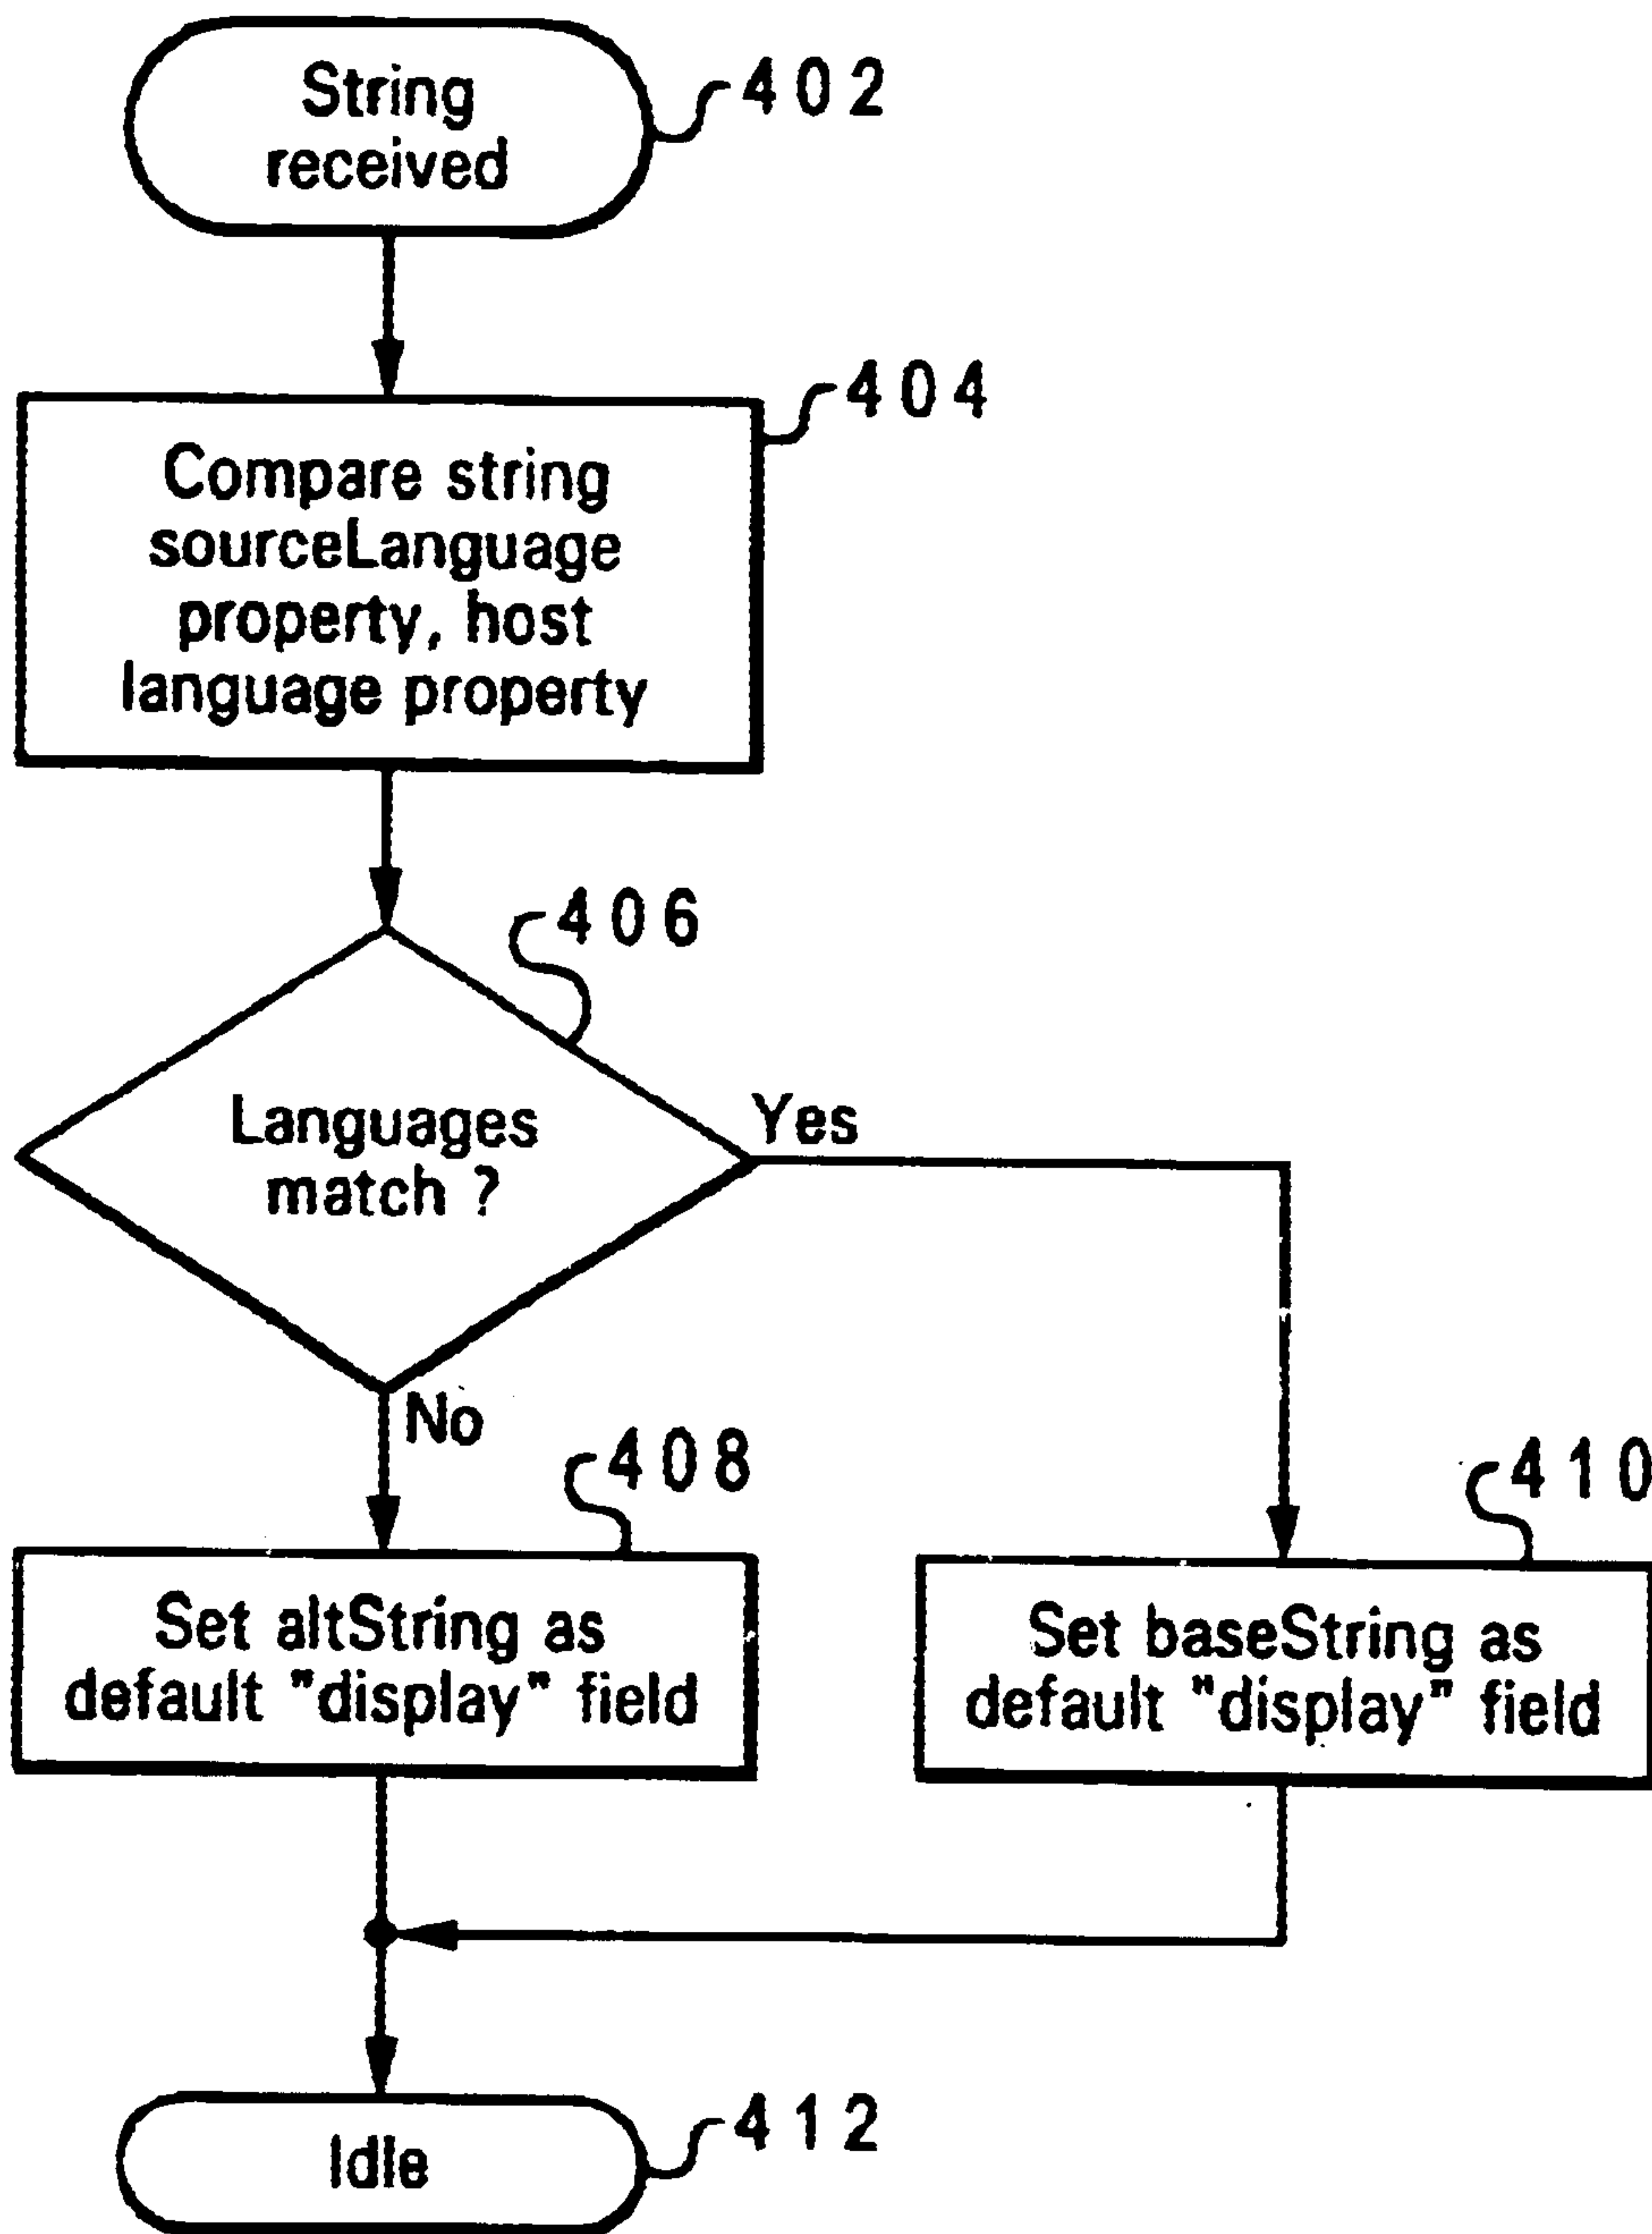 String
received
402
404
Compare string
sourceLanguage
property, host
language property
406
Languages
match ?
Yes
No
408
410
Set altString as
default "display" field
Set baseString as
default "display" field
Idle
412